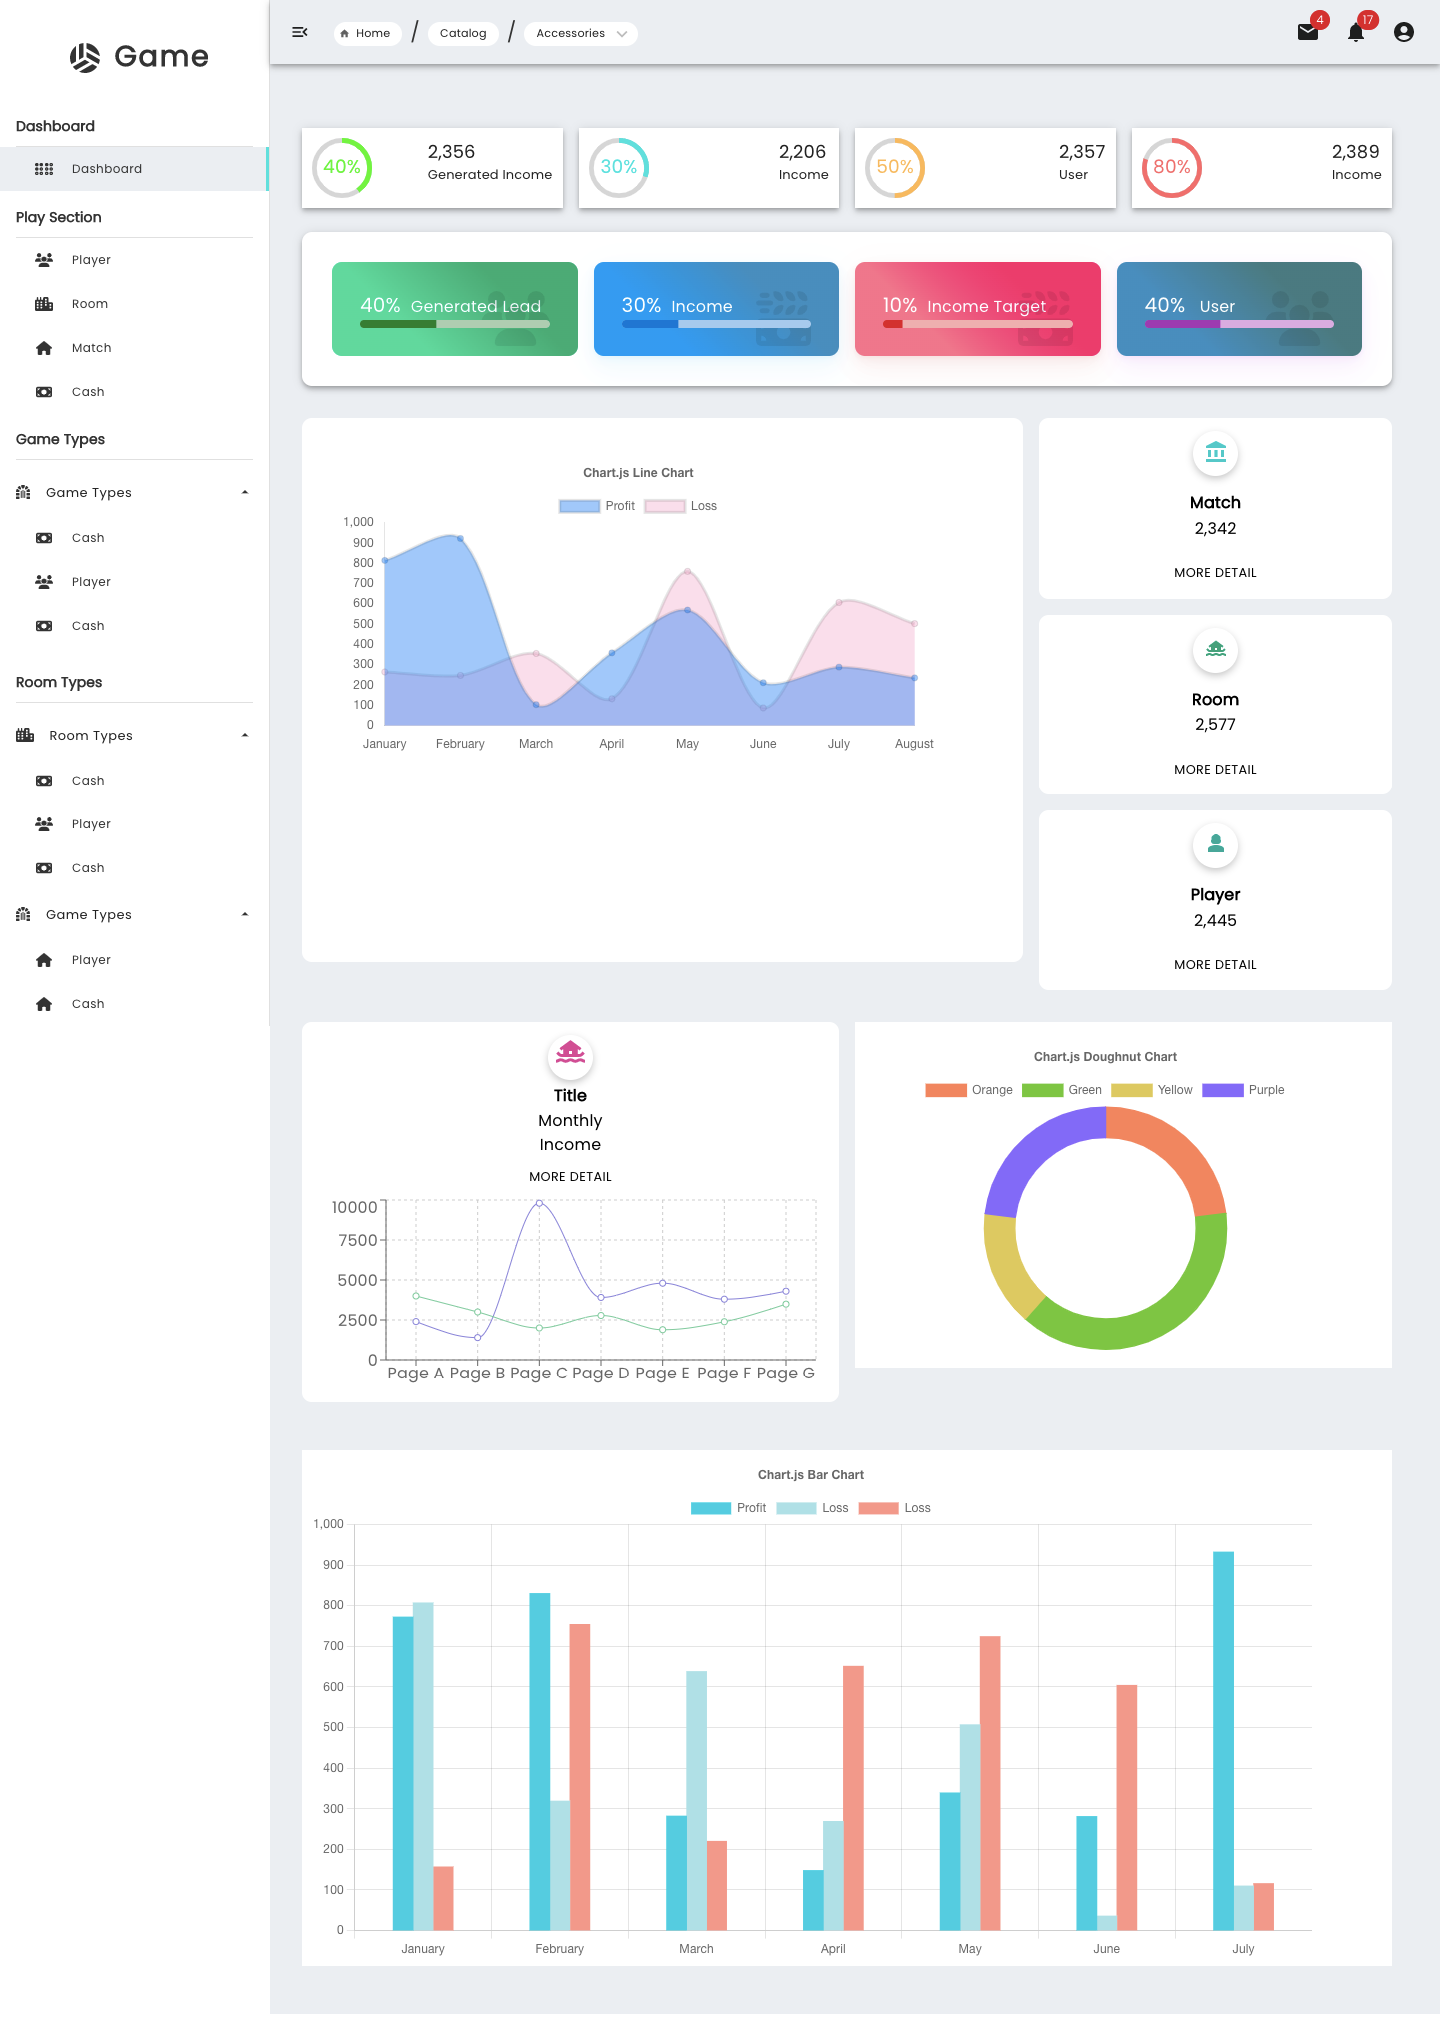 Game
Dashboard
Dashboard
Play Section
Player
Room
Match
Cash
Game Types
Game Types
Cash
Player
Cash
Room Types
Room Types
Cash
Player
Cash
Game Types
Player
Cash
Home / Catalog / Accessories
4
17
40%
2,356
Generated Income
30%
2,206
Income
50%
2,357
User
80%
2,389
Income
40% Generated Lead
30% Income
10% Income Target
40% User
Chart.js Line Chart
Profit Loss
1,000
900
800
700
600
500
400
300
200
100
0
January February March April May June July August
Match
2,342
MORE DETAIL
Room
2,577
MORE DETAIL
Player
2,445
MORE DETAIL
Title
Monthly
Income
MORE DETAIL
10000
7500
5000
2500
0
Page A Page B Page C Page D Page E Page F Page G
Chart.js Doughnut Chart
Orange Green Yellow Purple
Chart.js Bar Chart
Profit Loss Loss
1,000
900
800
700
600
500
400
300
200
100
0
January February March April May June July